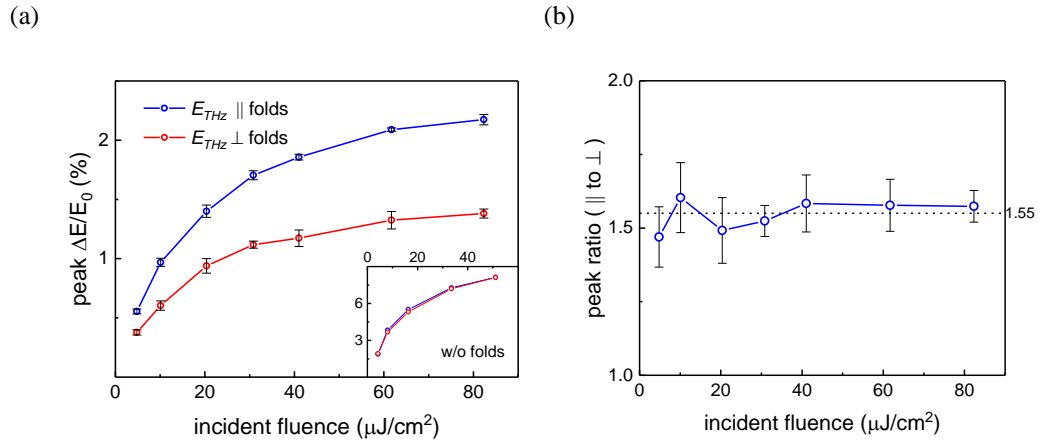 (a)
(b)
E_THz || folds
E_THz ⊥ folds
peak ΔE/E_0 (%)
2
1
0 20 40 60 80
incident fluence (μJ/cm²)
0 20 40
6
3
w/o folds
peak ratio ( || to ⊥ )
2.0
1.5
1.0
1.55
0 20 40 60 80
incident fluence (μJ/cm²)